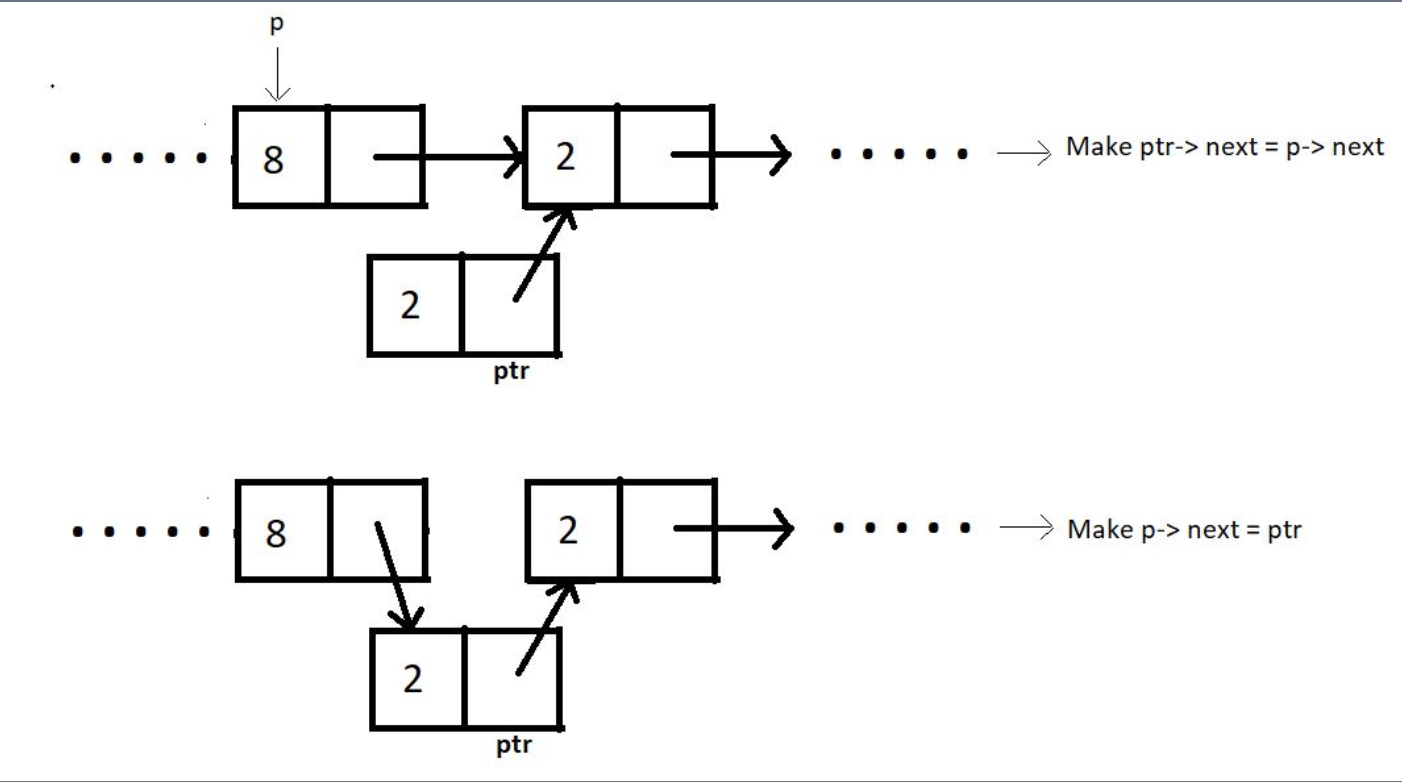 p
8
2
Make ptr-> next = p-> next
2
ptr
8
2
Make p-> next = ptr
2
ptr